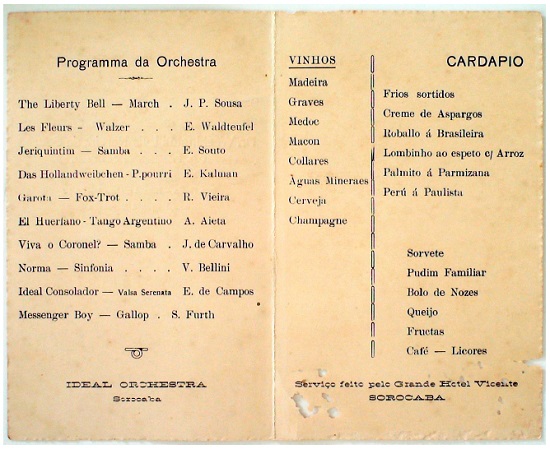 Programma da Orchestra
The Liberty Bell — March . J. P. Sousa
Les Fleurs - Walzer . . . E. Waldteufel
Jeriquintim — Samba . . . E. Souto
Das Hollandweibchen - P.pourri E. Kalman
Garota — Fox-Trot . . . . R. Vieira
El Huerfano - Tango Argentino A. Aieta
Viva o Coronel? — Samba . J. de Carvalho
Norma — Sinfonia . . . . V. Bellini
Ideal Consolador — Valsa Serenata E. de Campos
Messenger Boy — Gallop . S. Furth
IDEAL ORCHESTRA
Sorocaba
VINHOS
Madeira
Graves
Medoc
Macon
Collares
Àguas Mineraes
Cerveja
Champagne
CARDAPIO
Frios sortidos
Creme de Aspargos
Roballo á Brasileira
Lombinho ao espeto c/ Arroz
Palmito á Parmizana
Perú á Paulista
Sorvete
Pudim Famíliar
Bolo de Nozes
Queijo
Fructas
Café — Licores
Serviço feito pelo Grande Hotel Vicente
SOROCABA